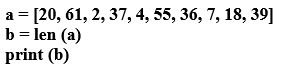 a = [20, 61, 2, 37, 4, 55, 36, 7, 18, 39]
b = len (a)
print (b)